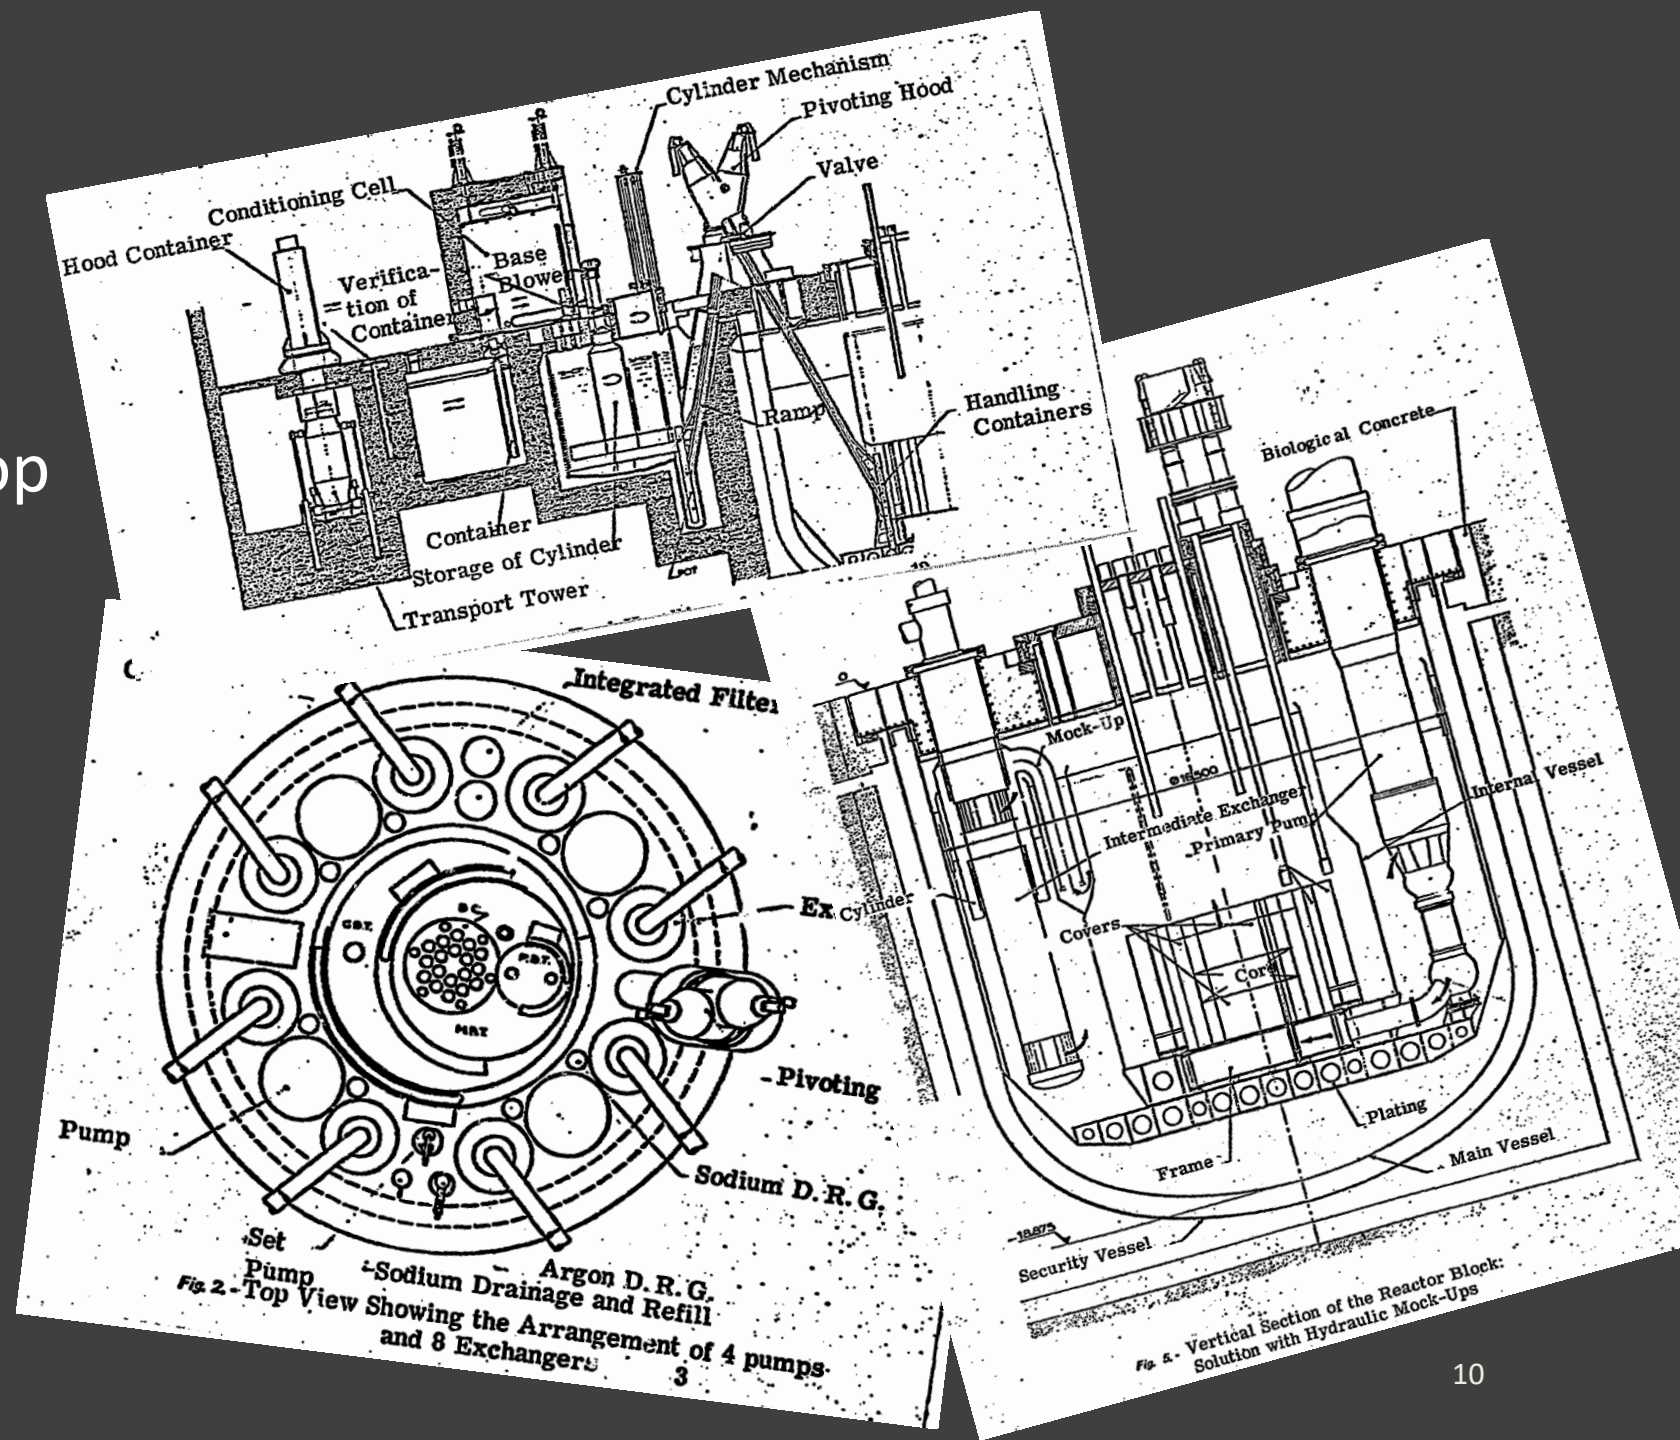 op
Cylinder Mechanism
Pivoting Hood
Valve
Conditioning Cell
Hood Container
Verifica-
tion of
Container
Base
Blower
Ramp
Handling
Containers
Container
Storage of Cylinder
Transport Tower
Integrated Filter
Ex
Pivoting
Pump
Sodium D.R.G.
Set
Pump
Argon D.R.G.
Sodium Drainage and Refill
Fig. 2.- Top View Showing the Arrangement of 4 pumps
and 8 Exchangers
3
Biological Concrete
Mock-Up
Ø16500
Internal Vessel
Intermediate Exchanger
Primary Pump
Cylinder
Covers
Core
Plating
Frame
Main Vessel
Security Vessel
Fig. 5.- Vertical Section of the Reactor Block:
Solution with Hydraulic Mock-Ups
10